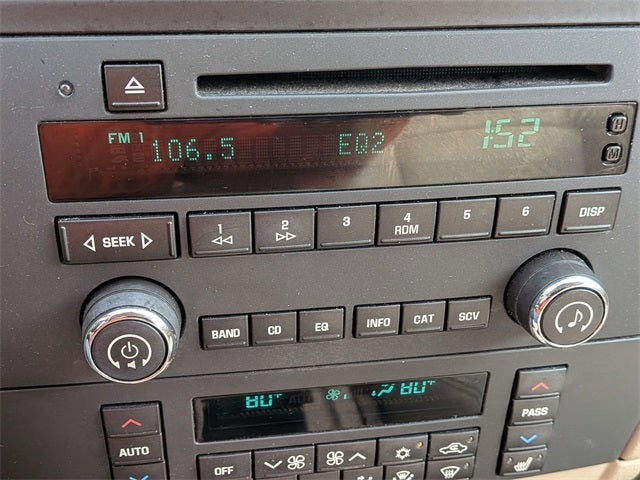 FM 1
106.5 EQ2 1:52
H
M
SEEK 1 2 3 4 5 6 DISP
RDM
BAND CD EQ INFO CAT SCV
80° 80°
AUTO OFF PASS